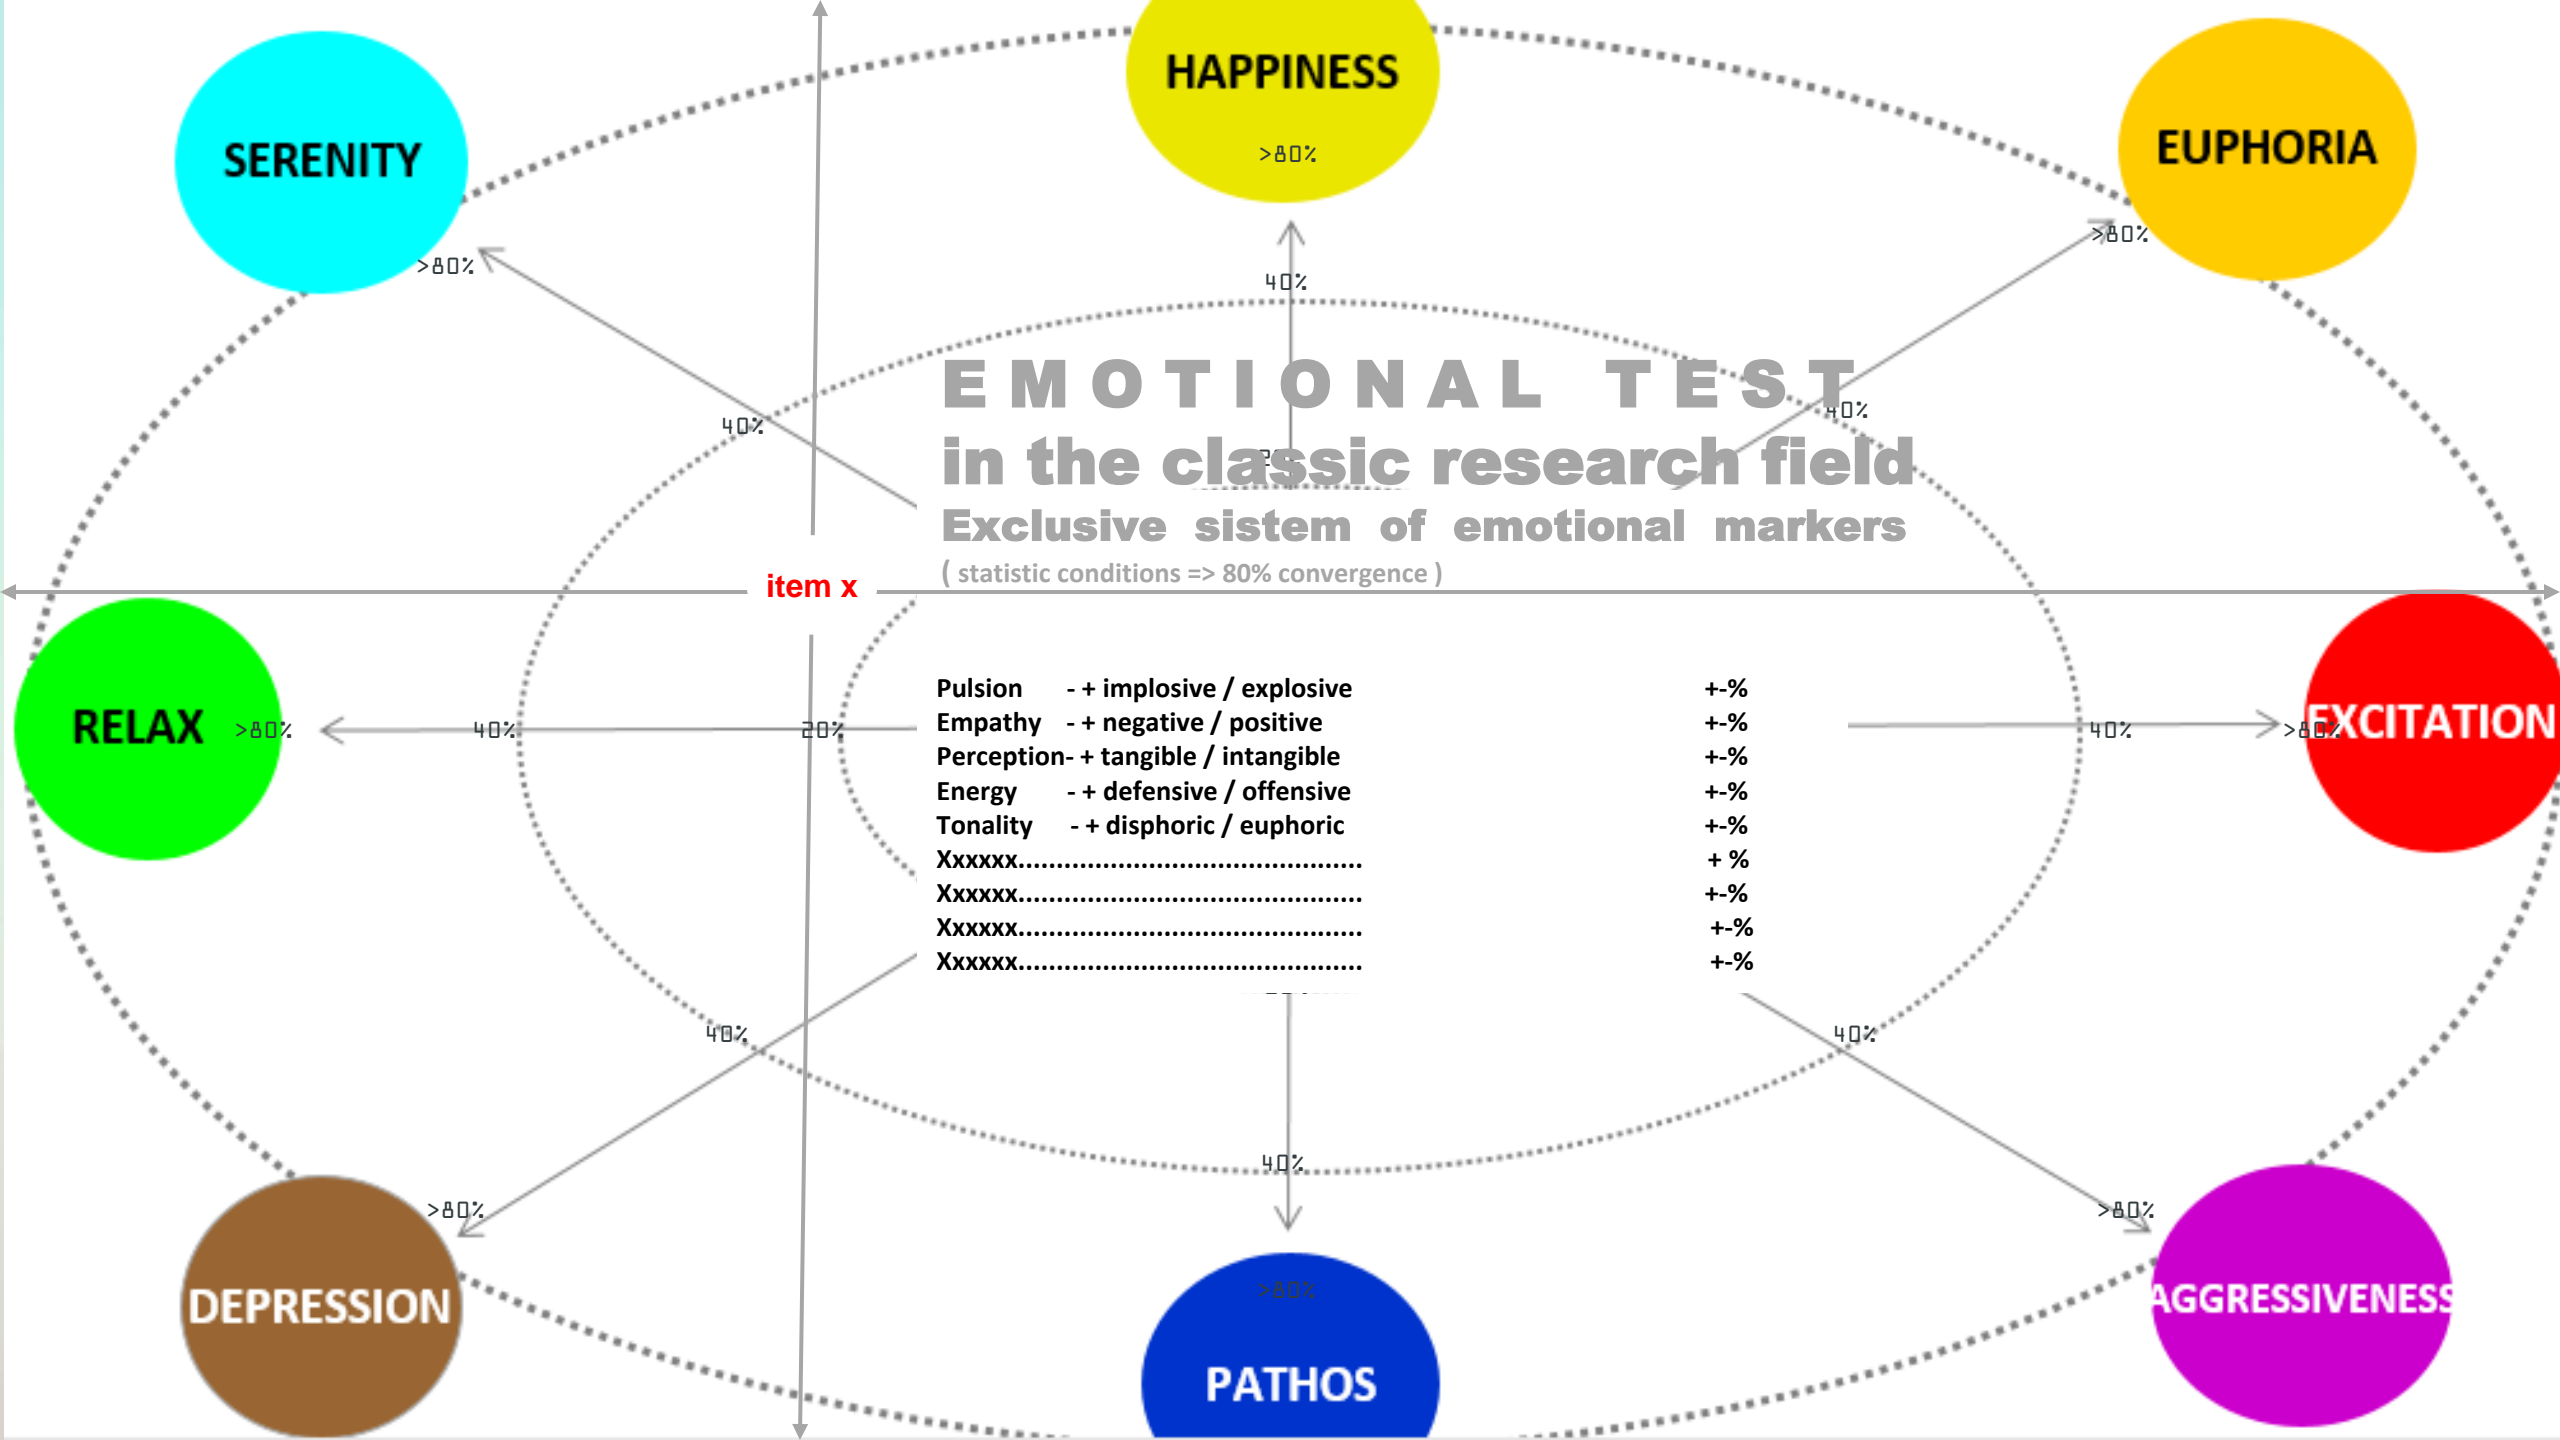 HAPPINESS
>80%
SERENITY
>80%
EUPHORIA
>80%
40%
40%
40%
EMOTIONAL TEST
in the classic research field
Exclusive sistem of emotional markers
( statistic conditions => 80% convergence )
item x
RELAX
>80%
40%
20%
Pulsion - + implosive / explosive +-%
Empathy - + negative / positive +-%
Perception- + tangible / intangible +-%
Energy - + defensive / offensive +-%
Tonality - + disphoric / euphoric +-%
Xxxxxx............................................. + %
Xxxxxx............................................. +-%
Xxxxxx............................................. +-%
Xxxxxx............................................. +-%
40%
>80%
EXCITATION
40%
40%
40%
>80%
>80%
DEPRESSION
>80%
PATHOS
AGGRESSIVENESS